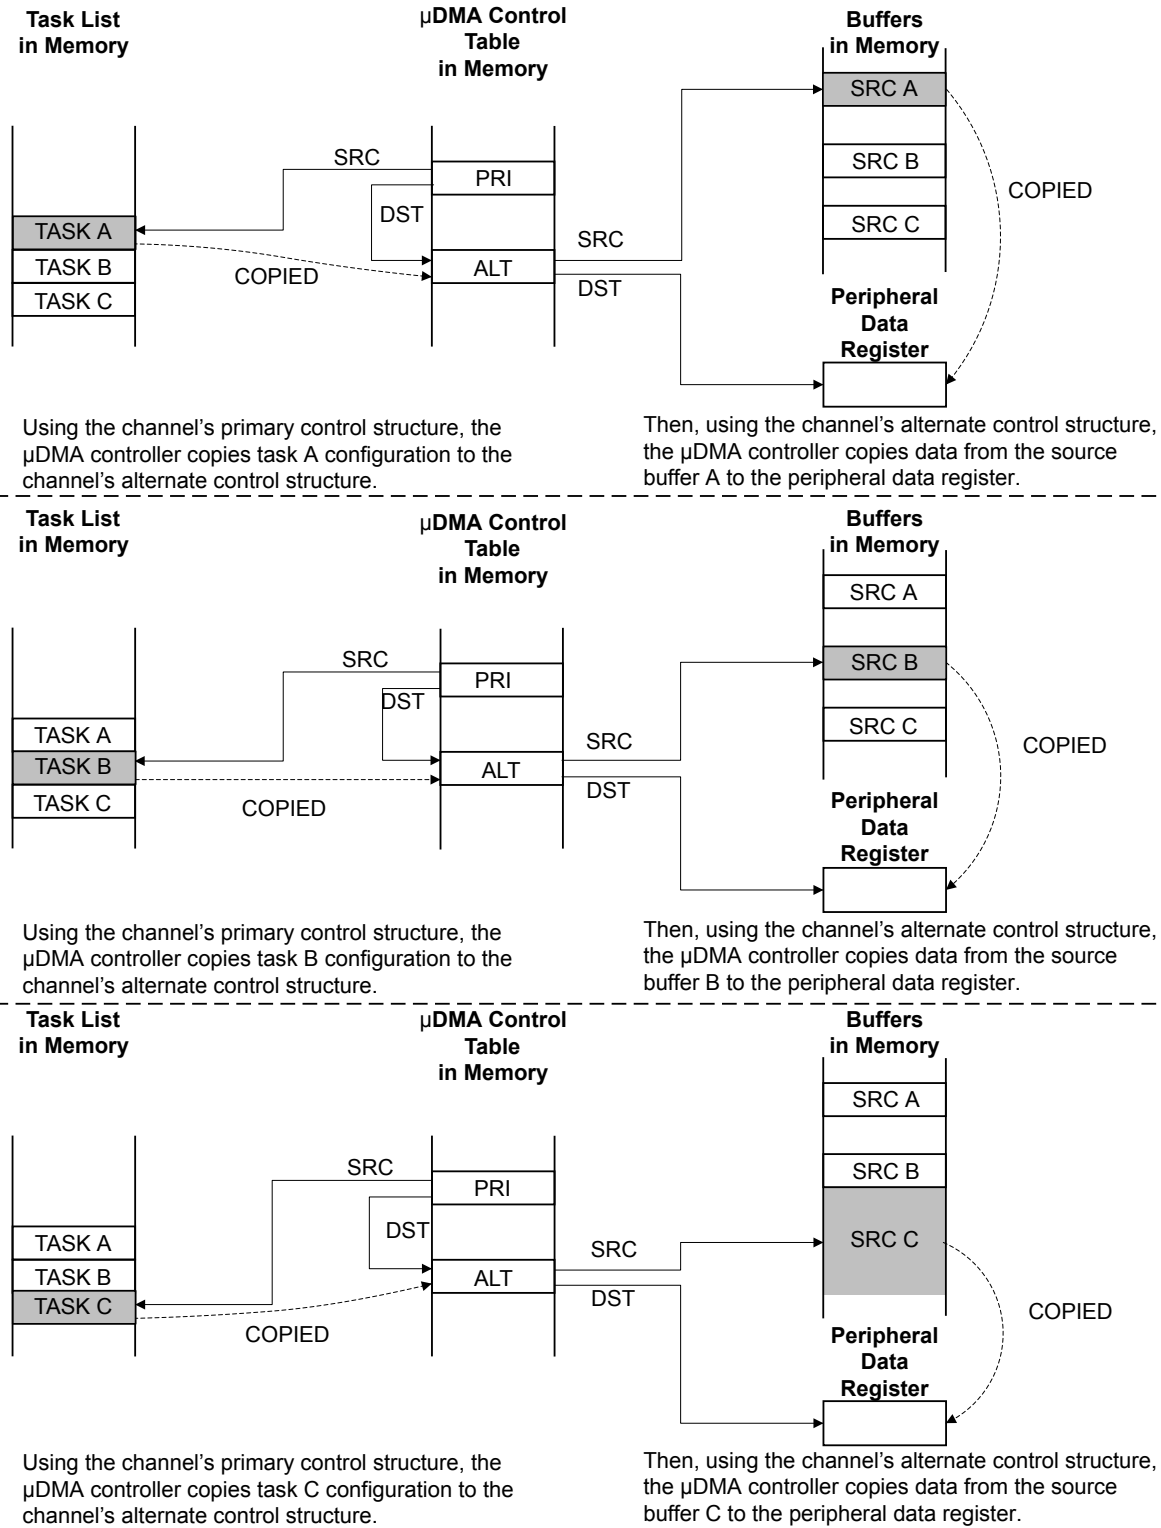 Task List
in Memory
µDMA Control
Table
in Memory
Buffers
in Memory
SRC A
SRC B
SRC C
SRC
PRI
DST
TASK A
TASK B
TASK C
COPIED
ALT
SRC
DST
COPIED
Peripheral
Data
Register
Using the channel's primary control structure, the
µDMA controller copies task A configuration to the
channel's alternate control structure.
Then, using the channel's alternate control structure,
the µDMA controller copies data from the source
buffer A to the peripheral data register.
Task List
in Memory
µDMA Control
Table
in Memory
Buffers
in Memory
SRC A
SRC B
SRC C
SRC
PRI
DST
TASK A
TASK B
TASK C
COPIED
ALT
SRC
DST
COPIED
Peripheral
Data
Register
Using the channel's primary control structure, the
µDMA controller copies task B configuration to the
channel's alternate control structure.
Then, using the channel's alternate control structure,
the µDMA controller copies data from the source
buffer B to the peripheral data register.
Task List
in Memory
µDMA Control
Table
in Memory
Buffers
in Memory
SRC A
SRC B
SRC C
SRC
PRI
DST
TASK A
TASK B
TASK C
COPIED
ALT
SRC
DST
COPIED
Peripheral
Data
Register
Using the channel's primary control structure, the
µDMA controller copies task C configuration to the
channel's alternate control structure.
Then, using the channel's alternate control structure,
the µDMA controller copies data from the source
buffer C to the peripheral data register.